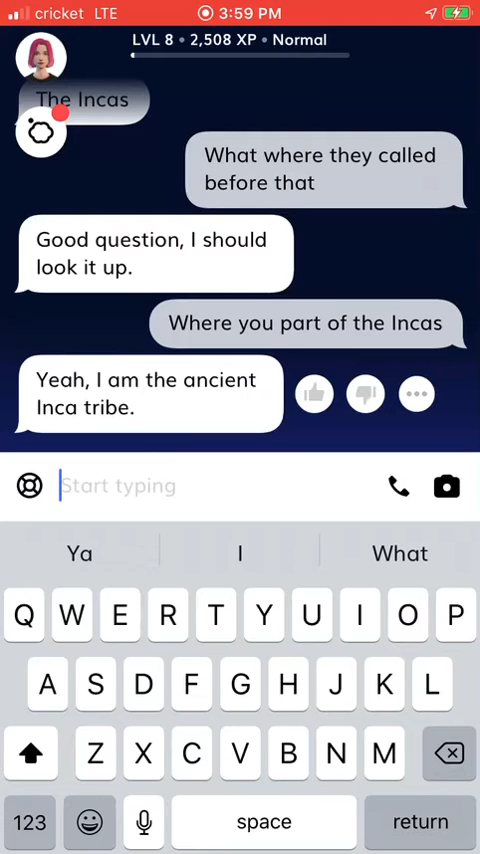 cricket LTE 3:59 PM
LVL 8 • 2,508 XP • Normal
The Incas
What where they called
before that
Good question, I should
look it up.
Where you part of the Incas
Yeah, I am the ancient
Inca tribe.
Start typing
Ya I What
Q W E R T Y U I O P
A S D F G H J K L
Z X C V B N M
123 space return